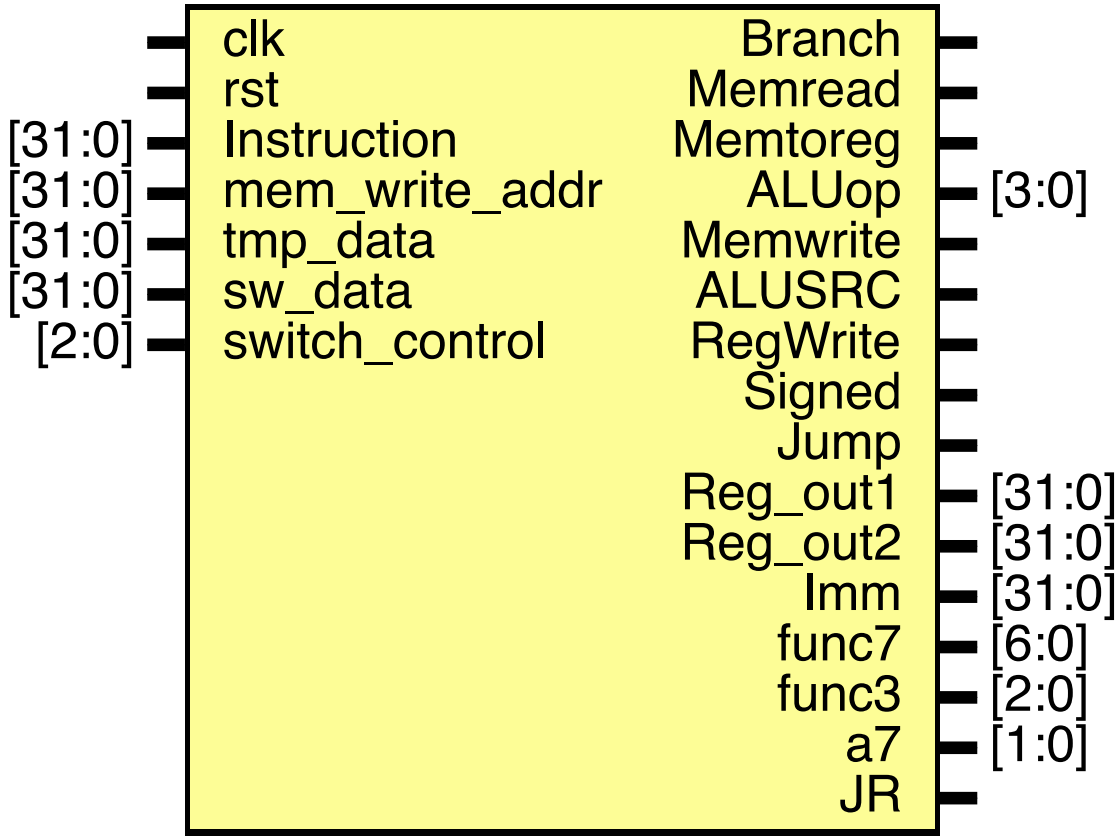 clk Branch
rst Memread
[31:0] Instruction Memtoreg
[31:0] mem_write_addr ALUop [3:0]
[31:0] tmp_data Memwrite
[31:0] sw_data ALUSRC
[2:0] switch_control RegWrite
Signed
Jump
Reg_out1 [31:0]
Reg_out2 [31:0]
Imm [31:0]
func7 [6:0]
func3 [2:0]
a7 [1:0]
JR